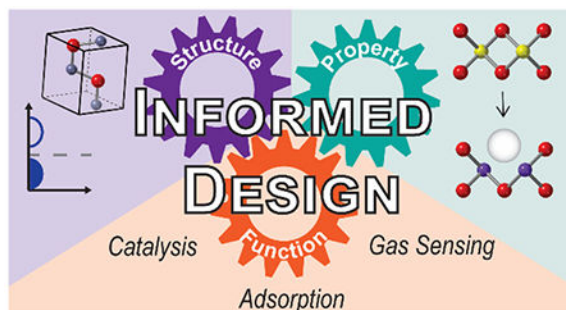 Structure
Property
INFORMED
DESIGN
Function
Catalysis
Gas Sensing
Adsorption